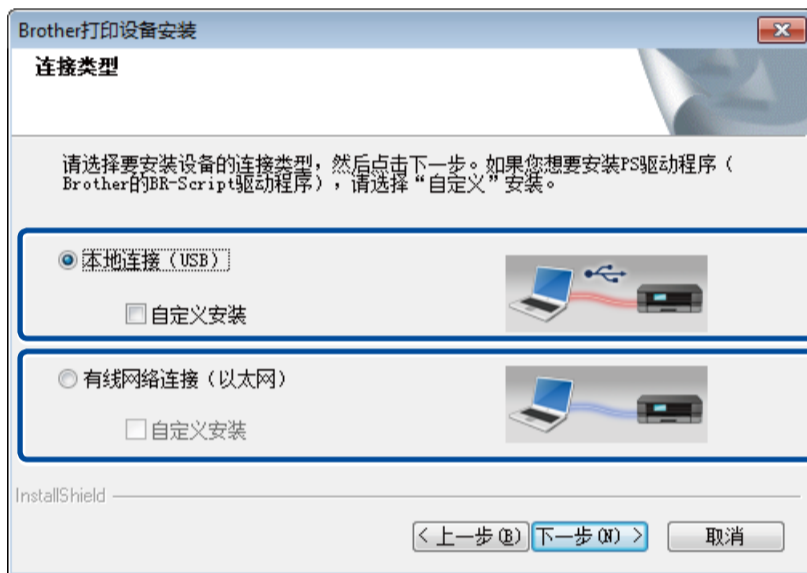 Brother打印设备安装
连接类型
请选择要安装设备的连接类型，然后点击下一步。如果您想要安装PS驱动程序（
Brother的BR-Script驱动程序），请选择“自定义”安装。
本地连接（USB）
自定义安装
有线网络连接（以太网）
自定义安装
InstallShield
< 上一步(B)
下一步(N) >
取消